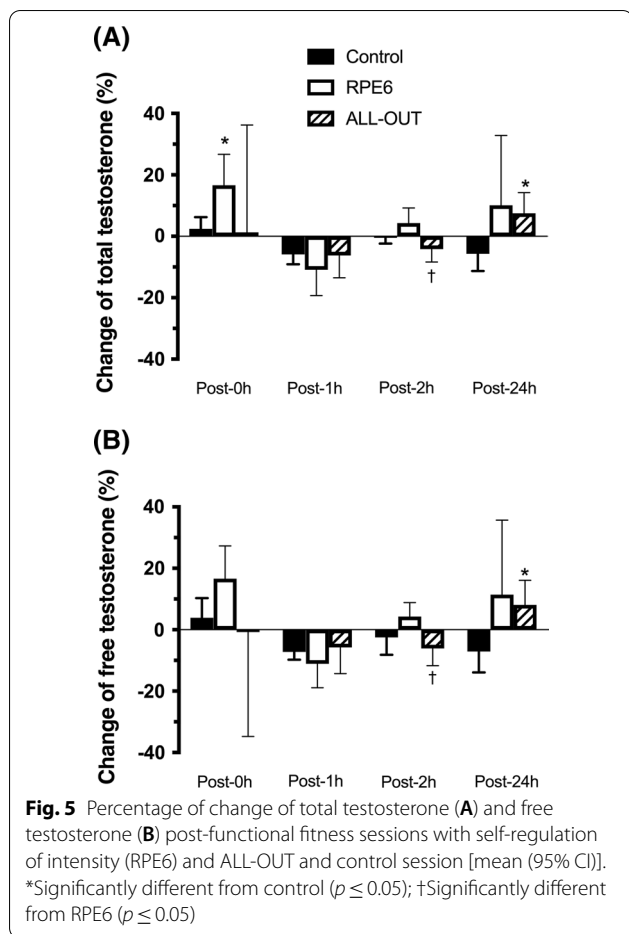 (A)
Control
RPE6
ALL-OUT
Change of total testosterone (%)
40
20
0
-20
-40
*
*
†
Post-0h Post-1h Post-2h Post-24h
(B)
Change of free testosterone (%)
40
20
0
-20
-40
*
†
Post-0h Post-1h Post-2h Post-24h
Fig. 5 Percentage of change of total testosterone (A) and free
testosterone (B) post-functional fitness sessions with self-regulation
of intensity (RPE6) and ALL-OUT and control session [mean (95% CI)].
*Significantly different from control (p ≤ 0.05); †Significantly different
from RPE6 (p ≤ 0.05)